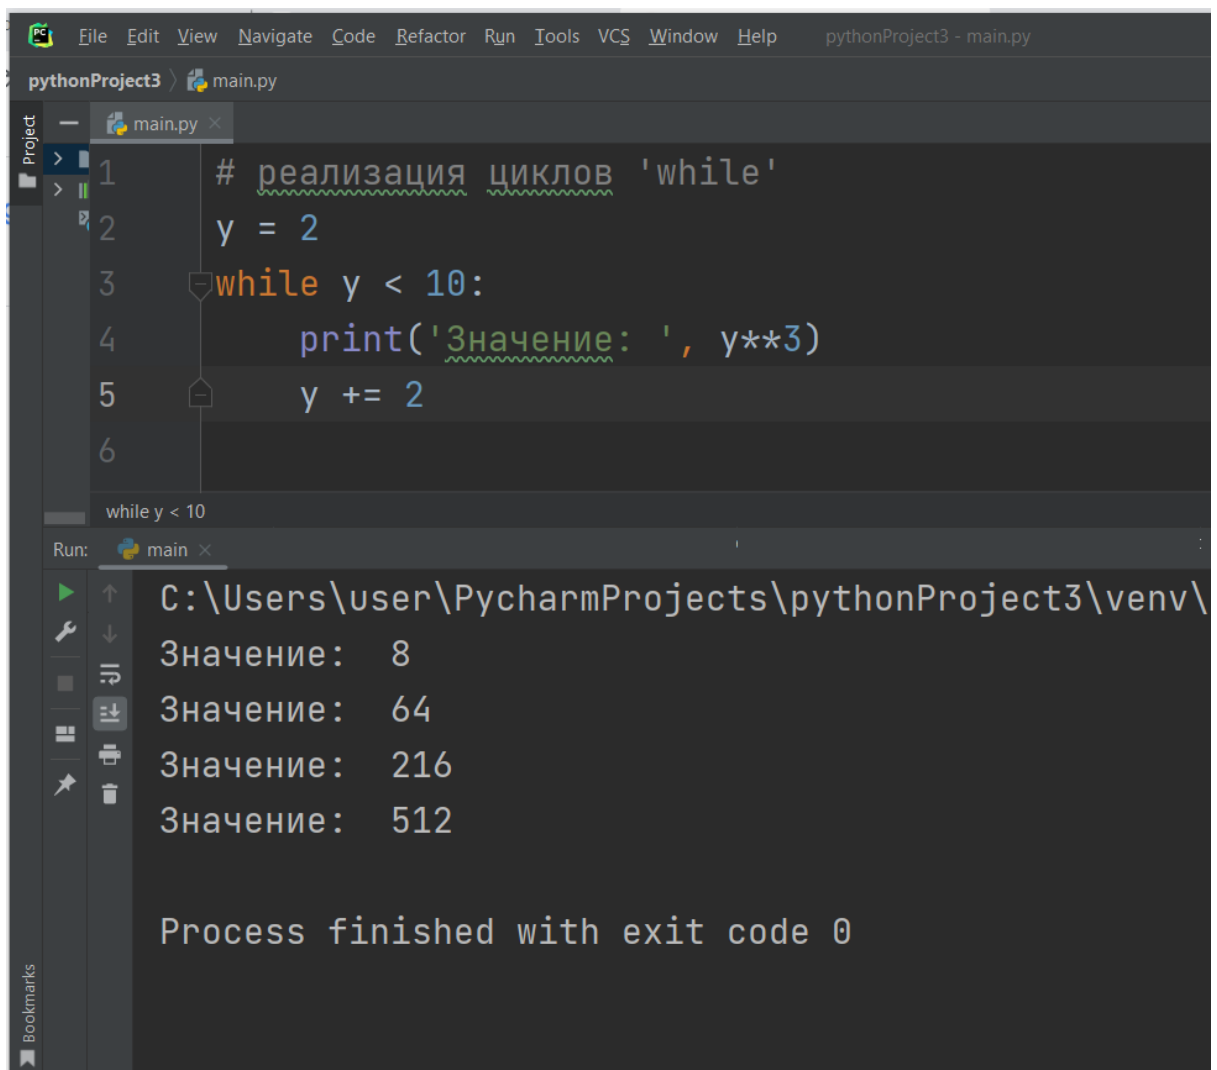 File Edit View Navigate Code Refactor Run Tools VCS Window Help pythonProject3 - main.py
pythonProject3 main.py
Project
main.py
1 # реализация циклов 'while'
2 y = 2
3 while y < 10:
4 print('Значение: ', y**3)
5 y += 2
6
while y < 10
Run: main
C:\Users\user\PycharmProjects\pythonProject3\venv\
Значение:  8
Значение:  64
Значение:  216
Значение:  512
Process finished with exit code 0
Bookmarks